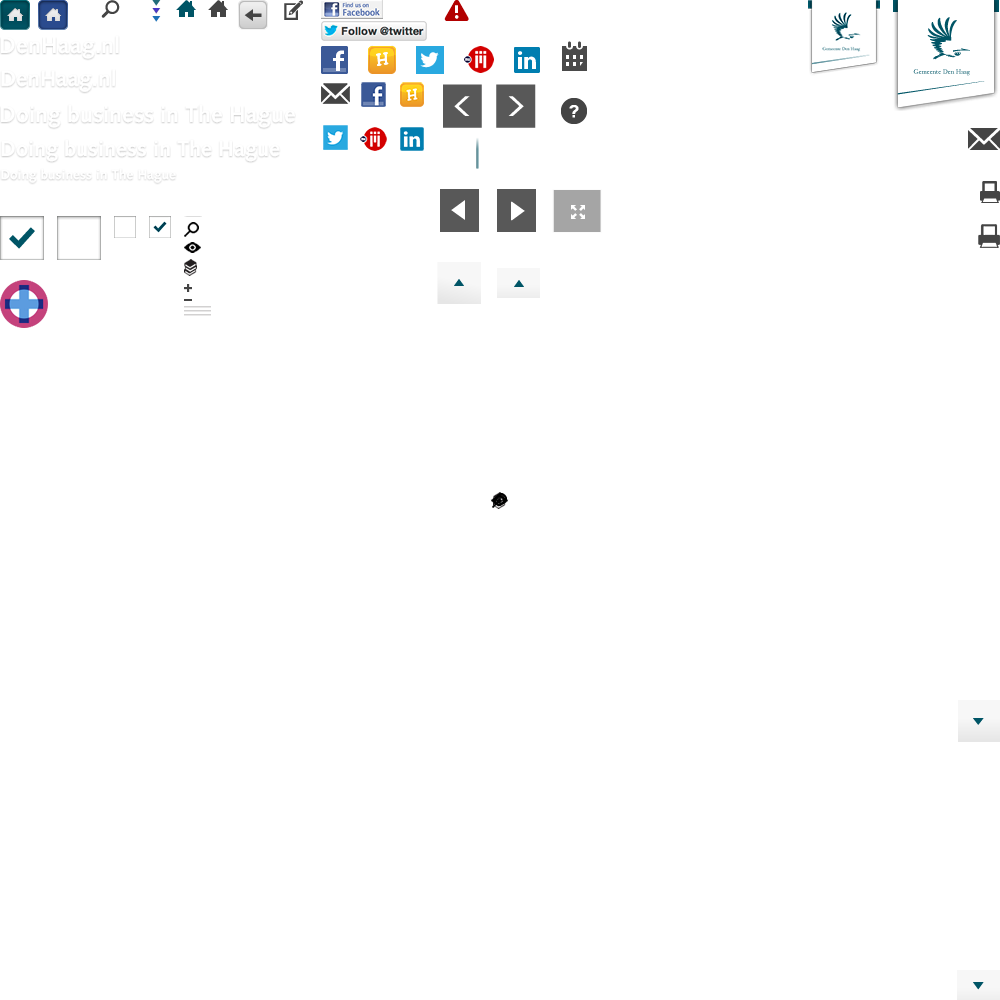 Find us on
Facebook
Follow @twitter
DenHaag.nl
DenHaag.nl
Doing business in The Hague
Doing business in The Hague
Doing business in The Hague
Gemeente Den Haag
Gemeente Den Haag